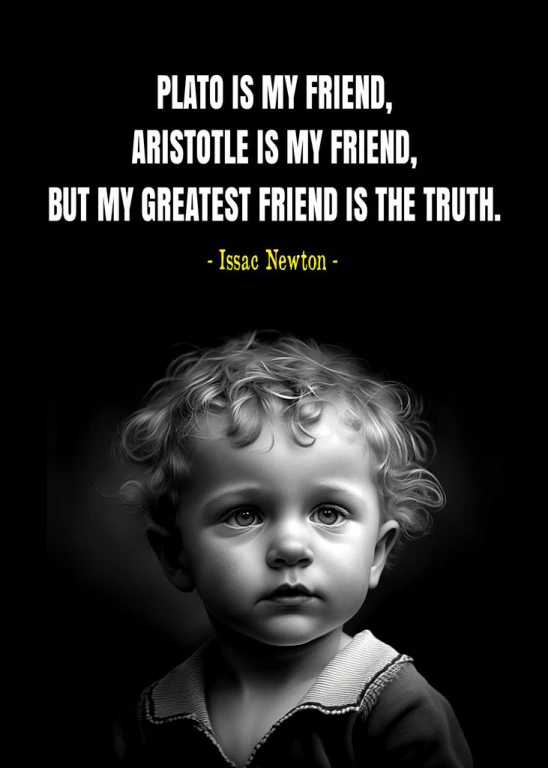 PLATO IS MY FRIEND,
ARISTOTLE IS MY FRIEND,
BUT MY GREATEST FRIEND IS THE TRUTH.
- Issac Newton -